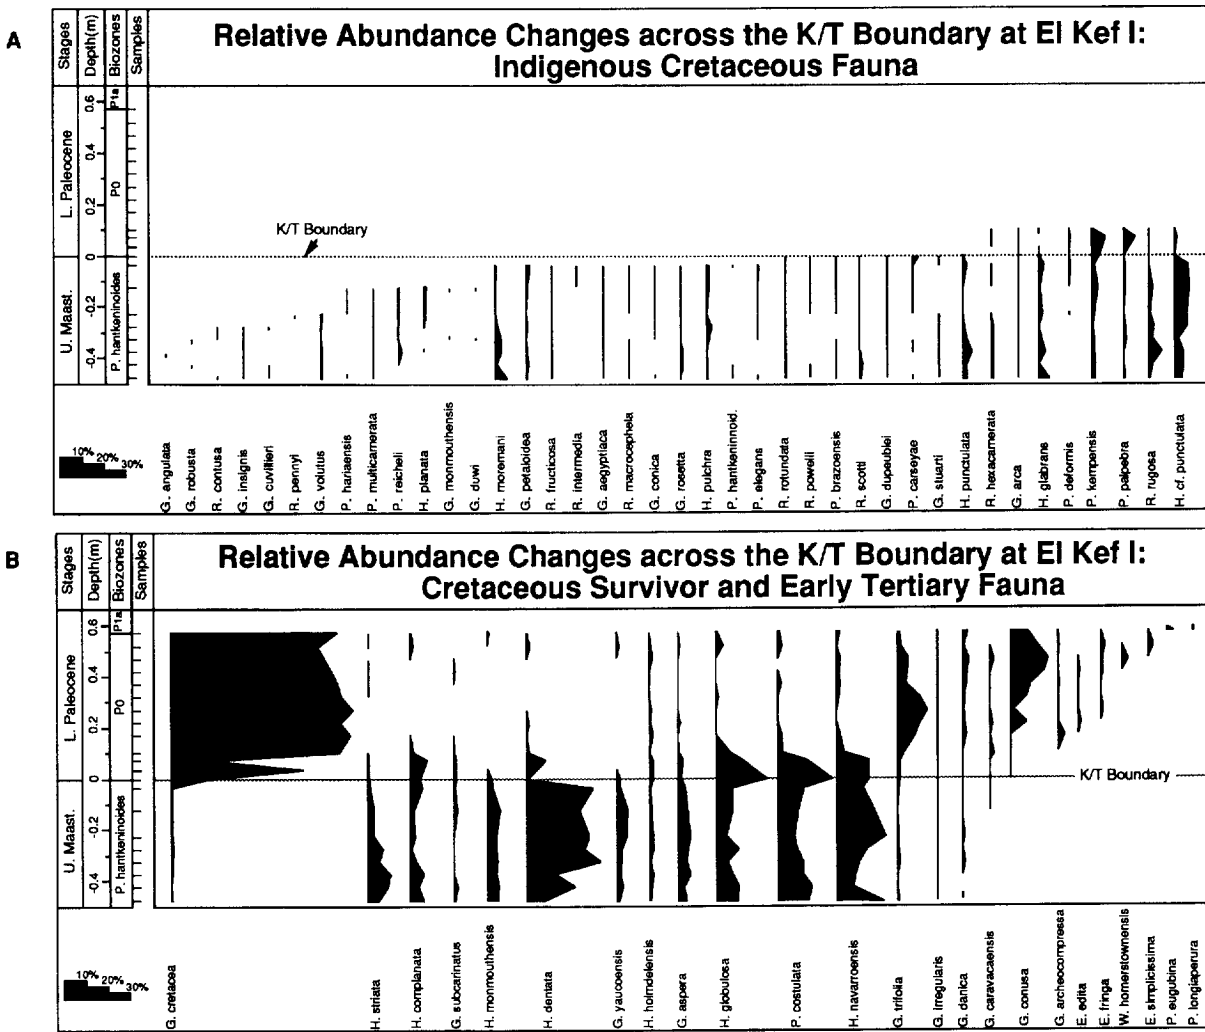 A
Stages
Depth(m)
Biozones
Samples
Relative Abundance Changes across the K/T Boundary at El Kef I:
Indigenous Cretaceous Fauna
L. Paleocene
U. Maast.
0.6
0.4
0.2
0
-0.2
-0.4
P1a
P0
P. hantkeninoides
K/T Boundary
10%
20%
30%
G. angulata
G. robusta
R. contusa
G. insignis
G. cuvillieri
R. pennyi
G. volutus
P. hariaensis
P. multicamerata
P. reicheli
H. planata
G. monmouthensis
G. duwi
H. moremani
G. petaloidea
R. fructicosa
R. intermedia
G. aegyptiaca
R. macrocephela
G. conica
G. rosetta
H. pulchra
P. hantkeninnoid.
P. elegans
R. rotundata
R. powelli
P. brazoensis
R. scotti
G. dupeublei
P. carseyae
G. stuarti
H. punctulata
R. hexacamerata
G. arca
H. glabrans
P. deformis
P. kempensis
P. palpebra
R. rugosa
H. cf. punctulata
B
Stages
Depth(m)
Biozones
Samples
Relative Abundance Changes across the K/T Boundary at El Kef I:
Cretaceous Survivor and Early Tertiary Fauna
L. Paleocene
U. Maast.
0.6
0.4
0.2
0
-0.2
-0.4
P1a
P0
P. hantkeninoides
K/T Boundary
10%
20%
30%
G. cretacea
H. striata
H. complanata
G. subcarinatus
H. monmouthensis
H. dentata
G. yaucoensis
H. holmdelensis
G. aspera
H. globulosa
P. costulata
H. navarroensis
G. trifolia
G. irregularis
G. danica
G. caravacaensis
G. conusa
G. archeocompressa
E. edita
E. fringa
W. hornerstownensis
E. simplicissima
P. eugubina
P. longiaperura